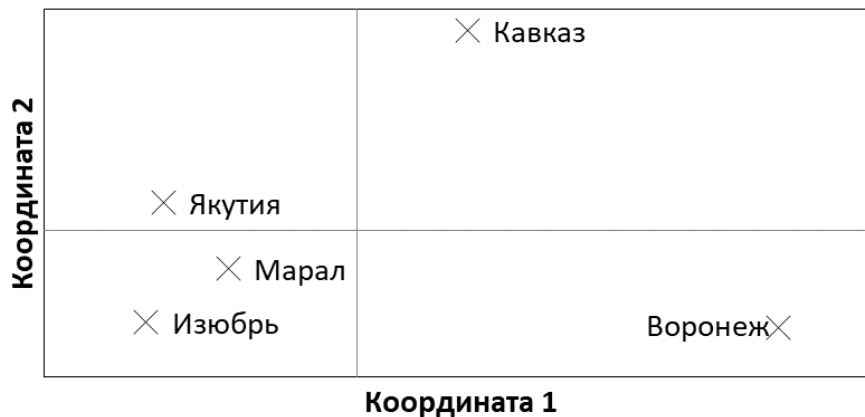 Кавказ
Координата 2
Якутия
Марал
Изюбрь
Воронеж
Координата 1